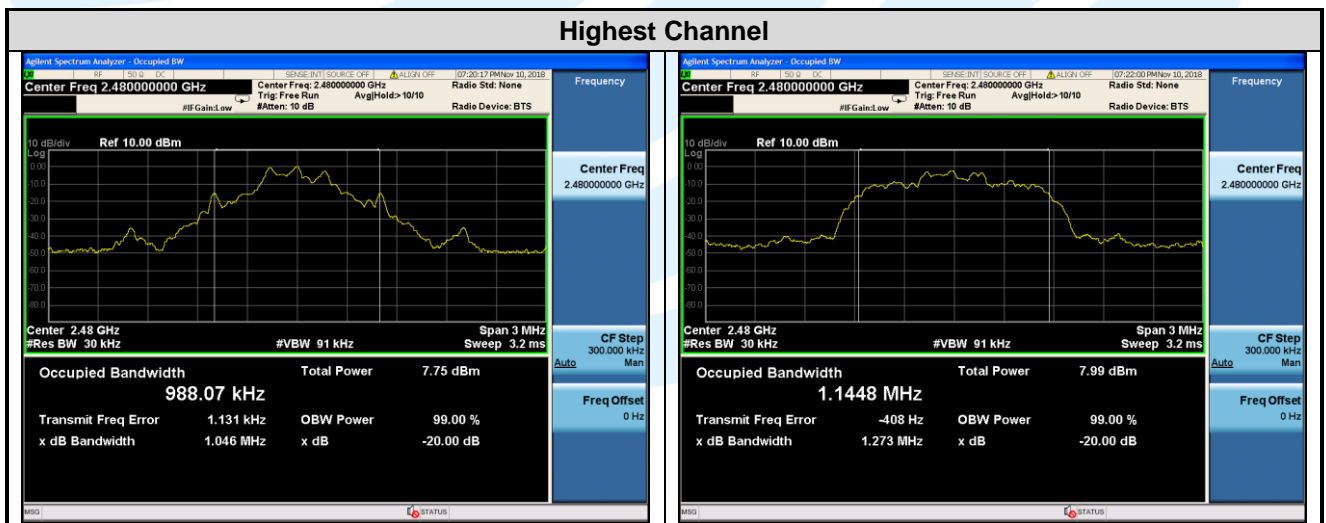 Highest Channel
Agilent Spectrum Analyzer - Occupied BW
LXI RF 50 Ω DC SENSE:INT SOURCE OFF ALIGN OFF 07:20:17 PM Nov 10, 2018
Center Freq 2.480000000 GHz Center Freq: 2.480000000 GHz Radio Std: None
Trig: Free Run Avg|Hold:> 10/10
#IFGain:Low #Atten: 10 dB Radio Device: BTS
10 dB/div Ref 10.00 dBm
Log
0.00
-10.0
-20.0
-30.0
-40.0
-50.0
-60.0
-70.0
-80.0
Center 2.48 GHz Span 3 MHz
#Res BW 30 kHz #VBW 91 kHz Sweep 3.2 ms
Occupied Bandwidth Total Power 7.75 dBm
988.07 kHz
Transmit Freq Error 1.131 kHz OBW Power 99.00 %
x dB Bandwidth 1.046 MHz x dB -20.00 dB
MSG STATUS
Frequency
Center Freq
2.480000000 GHz
CF Step
300.000 kHz
Auto Man
Freq Offset
0 Hz
Agilent Spectrum Analyzer - Occupied BW
LXI RF 50 Ω DC SENSE:INT SOURCE OFF ALIGN OFF 07:22:00 PM Nov 10, 2018
Center Freq 2.480000000 GHz Center Freq: 2.480000000 GHz Radio Std: None
Trig: Free Run Avg|Hold:> 10/10
#IFGain:Low #Atten: 10 dB Radio Device: BTS
10 dB/div Ref 10.00 dBm
Log
0.00
-10.0
-20.0
-30.0
-40.0
-50.0
-60.0
-70.0
-80.0
Center 2.48 GHz Span 3 MHz
#Res BW 30 kHz #VBW 91 kHz Sweep 3.2 ms
Occupied Bandwidth Total Power 7.99 dBm
1.1448 MHz
Transmit Freq Error -408 Hz OBW Power 99.00 %
x dB Bandwidth 1.273 MHz x dB -20.00 dB
MSG STATUS
Frequency
Center Freq
2.480000000 GHz
CF Step
300.000 kHz
Auto Man
Freq Offset
0 Hz